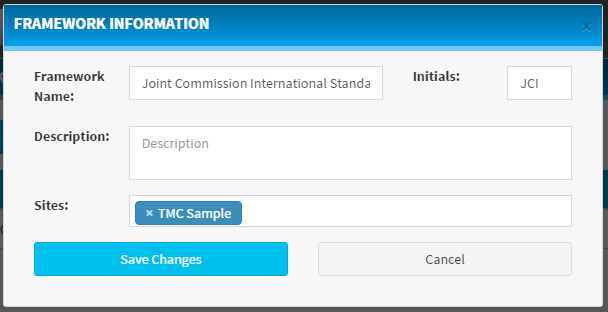 FRAMEWORK INFORMATION ×
Framework Name: Joint Commission International Standa Initials: JCI
Description: Description
Sites: × TMC Sample
Save Changes Cancel